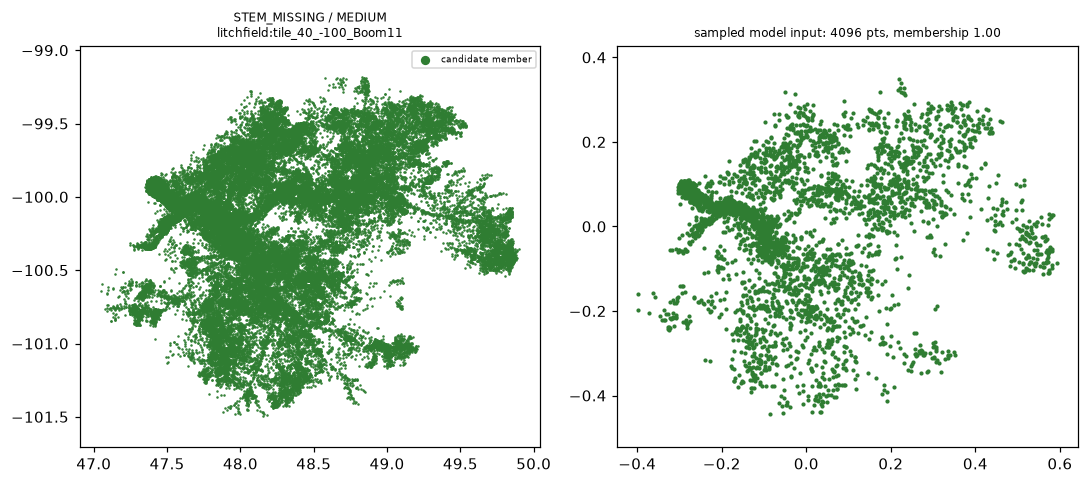 STEM_MISSING / MEDIUM
litchfield:tile_40_-100_Boom11
candidate member
−99.0
−99.5
−100.0
−100.5
−101.0
−101.5
47.0 47.5 48.0 48.5 49.0 49.5 50.0
sampled model input: 4096 pts, membership 1.00
0.4
0.2
0.0
−0.2
−0.4
−0.4 −0.2 0.0 0.2 0.4 0.6